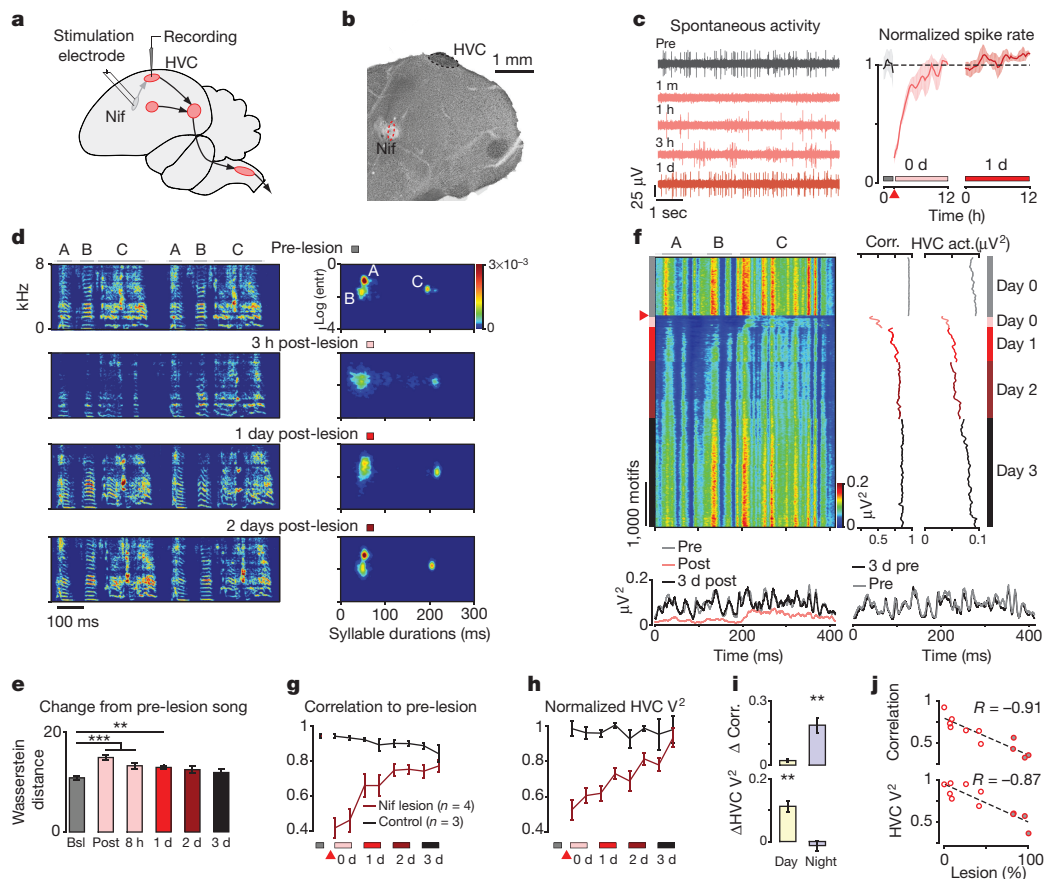 a
Stimulation electrode
Recording
HVC
Nif
b
HVC
1 mm
Nif
c
Spontaneous activity
Pre
1 m
1 h
3 h
1 d
25 μV
1 sec
Normalized spike rate
1
0
0 d
1 d
0 12 0 12
Time (h)
d
A B C A B C
Pre-lesion
8
kHz
0
3 h post-lesion
1 day post-lesion
2 days post-lesion
100 ms
Log (entr)
0
−4
A
B
C
3×10⁻³
0
0 100 200 300
Syllable durations (ms)
f
A B C
Corr.
HVC act.(μV²)
Day 0
Day 0
Day 1
Day 2
Day 3
1,000 motifs
0.2
μV²
0
0.5 1
0 0.1
Pre
Post
3 d post
0.2
μV²
0
0 100 200 300 400
Time (ms)
3 d pre
Pre
0 100 200 300 400
Time (ms)
e
Change from pre-lesion song
Wasserstein distance
20
0
**
***
Bsl Post 8 h 1 d 2 d 3 d
g
Correlation to pre-lesion
1
0.8
0.6
0.4
Nif lesion (n = 4)
Control (n = 3)
0 d 1 d 2 d 3 d
h
Normalized HVC V²
1
0.8
0.6
0.4
0 d 1 d 2 d 3 d
i
Δ Corr.
0.3
0
**
ΔHVC V²
0.2
0
**
Day Night
j
Correlation
1
0.5
0
R = −0.91
HVC V²
1
0.5
0
R = −0.87
0 50 100
Lesion (%)